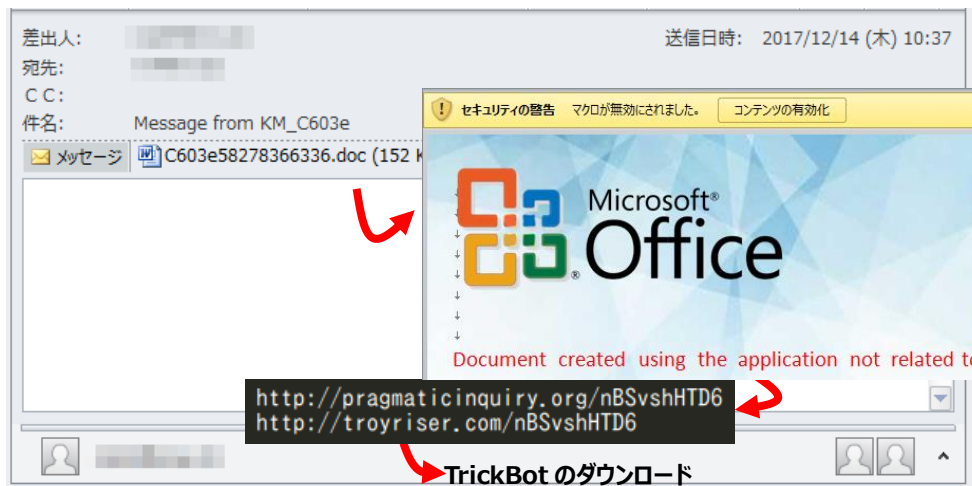 差出人:
送信日時: 2017/12/14 (木) 10:37
宛先:
CC:
件名: Message from KM_C603e
メッセージ C603e58278366336.doc (152 K
セキュリティの警告 マクロが無効にされました。 コンテンツの有効化
Microsoft®
Office
Document created using the application not related to
http://pragmaticinquiry.org/nBSvshHTD6
http://troyriser.com/nBSvshHTD6
TrickBot のダウンロード